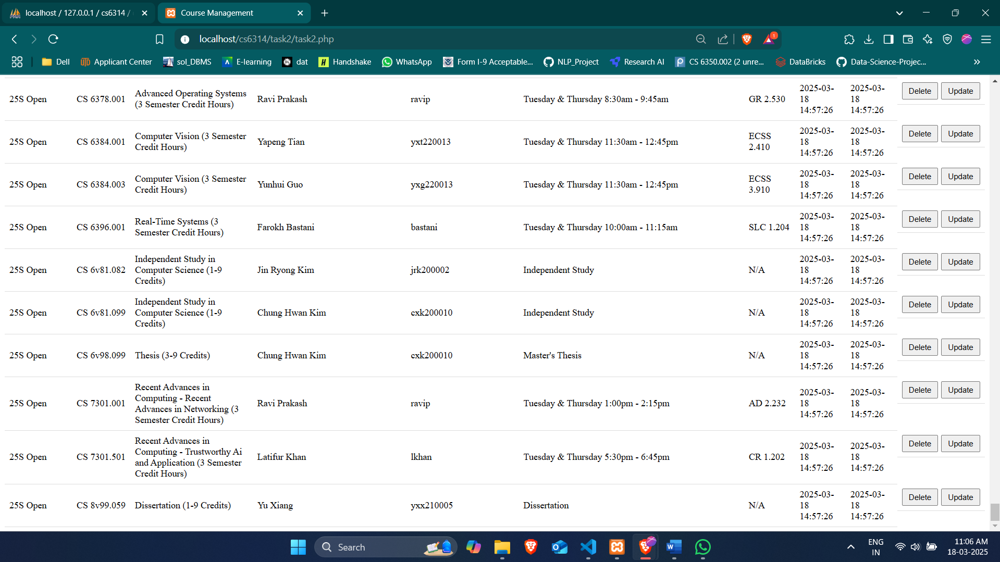 localhost / 127.0.0.1 / cs6314 /
Course Management
localhost/cs6314/task2/task2.php
1
Dell
Applicant Center
sol_DBMS
E-learning
dat
Handshake
WhatsApp
Form I-9 Acceptable...
NLP_Project
Research AI
CS 6350.002 (2 unre...
DataBricks
Data-Science-Projec...
25S Open CS 6378.001 Advanced Operating Systems (3 Semester Credit Hours) Ravi Prakash ravip Tuesday & Thursday 8:30am - 9:45am GR 2.530 2025-03-18 14:57:26 2025-03-18 14:57:26 Delete Update
25S Open CS 6384.001 Computer Vision (3 Semester Credit Hours) Yapeng Tian yxt220013 Tuesday & Thursday 11:30am - 12:45pm ECSS 2.410 2025-03-18 14:57:26 2025-03-18 14:57:26 Delete Update
25S Open CS 6384.003 Computer Vision (3 Semester Credit Hours) Yunhui Guo yxg220013 Tuesday & Thursday 11:30am - 12:45pm ECSS 3.910 2025-03-18 14:57:26 2025-03-18 14:57:26 Delete Update
25S Open CS 6396.001 Real-Time Systems (3 Semester Credit Hours) Farokh Bastani bastani Tuesday & Thursday 10:00am - 11:15am SLC 1.204 2025-03-18 14:57:26 2025-03-18 14:57:26 Delete Update
25S Open CS 6v81.082 Independent Study in Computer Science (1-9 Credits) Jin Ryong Kim jrk200002 Independent Study N/A 2025-03-18 14:57:26 2025-03-18 14:57:26 Delete Update
25S Open CS 6v81.099 Independent Study in Computer Science (1-9 Credits) Chung Hwan Kim cxk200010 Independent Study N/A 2025-03-18 14:57:26 2025-03-18 14:57:26 Delete Update
25S Open CS 6v98.099 Thesis (3-9 Credits) Chung Hwan Kim cxk200010 Master's Thesis N/A 2025-03-18 14:57:26 2025-03-18 14:57:26 Delete Update
25S Open CS 7301.001 Recent Advances in Computing - Recent Advances in Networking (3 Semester Credit Hours) Ravi Prakash ravip Tuesday & Thursday 1:00pm - 2:15pm AD 2.232 2025-03-18 14:57:26 2025-03-18 14:57:26 Delete Update
25S Open CS 7301.501 Recent Advances in Computing - Trustworthy Ai and Application (3 Semester Credit Hours) Latifur Khan lkhan Tuesday & Thursday 5:30pm - 6:45pm CR 1.202 2025-03-18 14:57:26 2025-03-18 14:57:26 Delete Update
25S Open CS 8v99.059 Dissertation (1-9 Credits) Yu Xiang yxx210005 Dissertation N/A 2025-03-18 14:57:26 2025-03-18 14:57:26 Delete Update
Search
ENG
IN
11:06 AM
18-03-2025